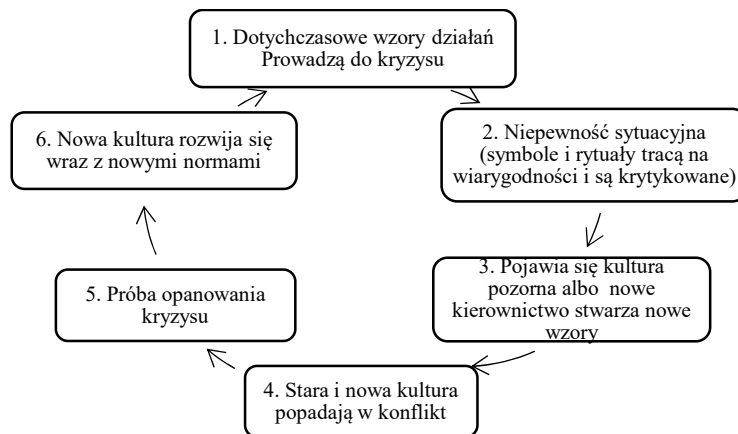 1. Dotychczasowe wzory działań
Prowadzą do kryzysu
2. Niepewność sytuacyjna
(symbole i rytuały tracą na
wiarygodności i są krytykowane)
3. Pojawia się kultura
pozorna albo nowe
kierownictwo stwarza nowe
wzory
4. Stara i nowa kultura
popadają w konflikt
5. Próba opanowania
kryzysu
6. Nowa kultura rozwija się
wraz z nowymi normami